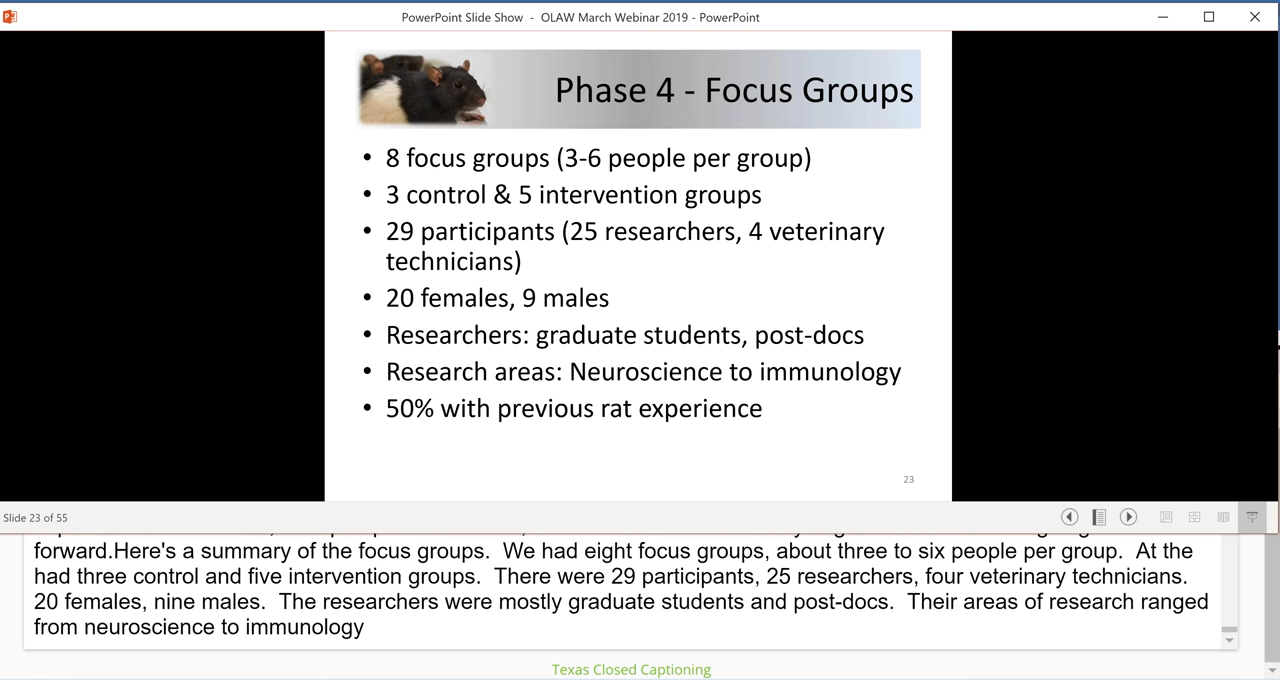 PowerPoint Slide Show - OLAW March Webinar 2019 - PowerPoint
Phase 4 - Focus Groups
• 8 focus groups (3-6 people per group)
• 3 control & 5 intervention groups
• 29 participants (25 researchers, 4 veterinary
technicians)
• 20 females, 9 males
• Researchers: graduate students, post-docs
• Research areas: Neuroscience to immunology
• 50% with previous rat experience
23
Slide 23 of 55
forward.Here's a summary of the focus groups. We had eight focus groups, about three to six people per group. At the
had three control and five intervention groups. There were 29 participants, 25 researchers, four veterinary technicians.
20 females, nine males. The researchers were mostly graduate students and post-docs. Their areas of research ranged
from neuroscience to immunology
Texas Closed Captioning